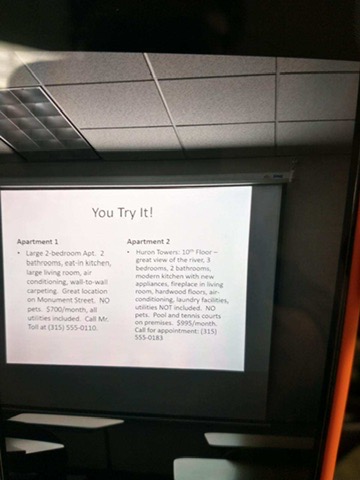 You Try It!
Apartment 1
• Large 2-bedroom Apt. 2
bathrooms, eat-in kitchen,
large living room, air
conditioning, wall-to-wall
carpeting. Great location
on Monument Street. NO
pets. $700/month, all
utilities included. Call Mr.
Toll at (315) 555-0110.
Apartment 2
• Huron Towers: 10th Floor –
great view of the river, 3
bedrooms, 2 bathrooms,
modern kitchen with new
appliances, fireplace in living
room, hardwood floors, air-
conditioning, laundry facilities,
utilities NOT included. NO
pets. Pool and tennis courts
on premises. $995/month.
Call for appointment: (315)
555-0183